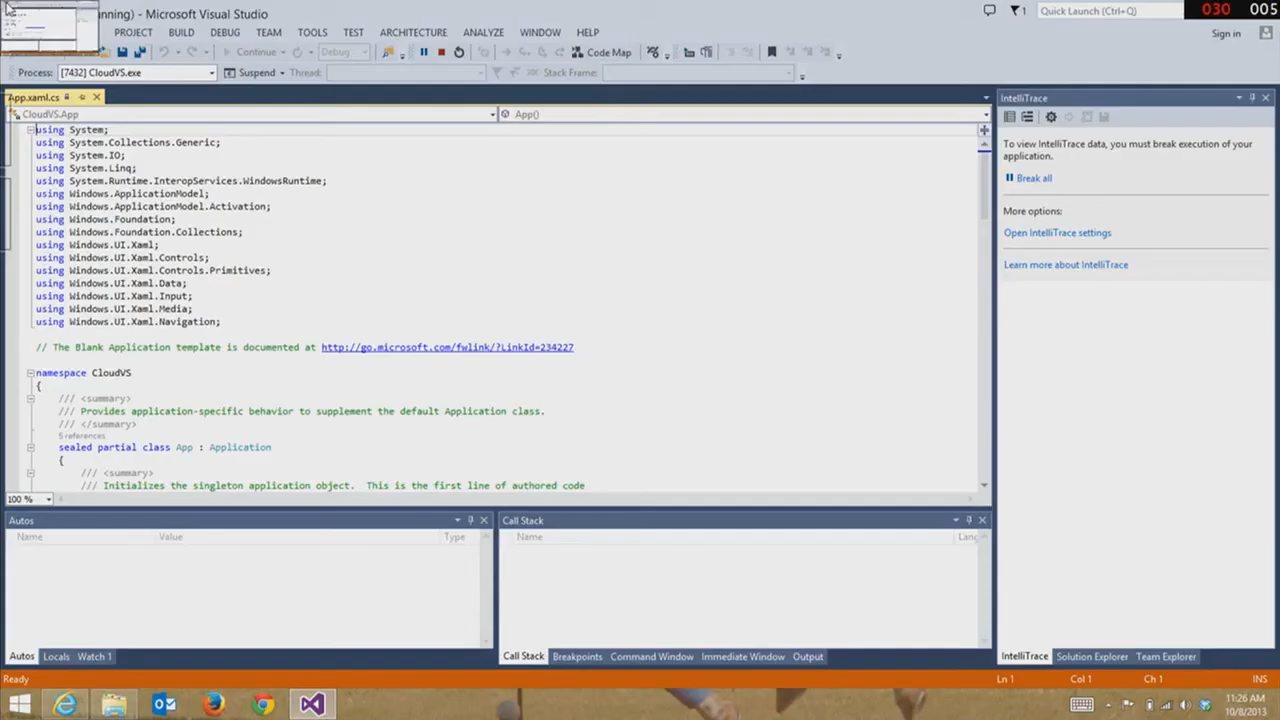 nning) - Microsoft Visual Studio
Quick Launch (Ctrl+Q)
030 005
PROJECT BUILD DEBUG TEAM TOOLS TEST ARCHITECTURE ANALYZE WINDOW HELP
Sign in
Continue Debug Code Map
Process: [7432] CloudVS.exe Suspend Thread: Stack Frame:
App.xaml.cs
CloudVS.App App()
using System;
using System.Collections.Generic;
using System.IO;
using System.Linq;
using System.Runtime.InteropServices.WindowsRuntime;
using Windows.ApplicationModel;
using Windows.ApplicationModel.Activation;
using Windows.Foundation;
using Windows.Foundation.Collections;
using Windows.UI.Xaml;
using Windows.UI.Xaml.Controls;
using Windows.UI.Xaml.Controls.Primitives;
using Windows.UI.Xaml.Data;
using Windows.UI.Xaml.Input;
using Windows.UI.Xaml.Media;
using Windows.UI.Xaml.Navigation;
// The Blank Application template is documented at http://go.microsoft.com/fwlink/?LinkId=234227
namespace CloudVS
{
/// <summary>
/// Provides application-specific behavior to supplement the default Application class.
/// </summary>
5 references
sealed partial class App : Application
{
/// <summary>
/// Initializes the singleton application object.  This is the first line of authored code
100 %
IntelliTrace
To view IntelliTrace data, you must break execution of your
application.
Break all
More options:
Open IntelliTrace settings
Learn more about IntelliTrace
Autos
Name Value Type
Call Stack
Name Lang
Autos Locals Watch 1
Call Stack Breakpoints Command Window Immediate Window Output
IntelliTrace Solution Explorer Team Explorer
Ready Ln 1 Col 1 Ch 1 INS
11:26 AM
10/8/2013